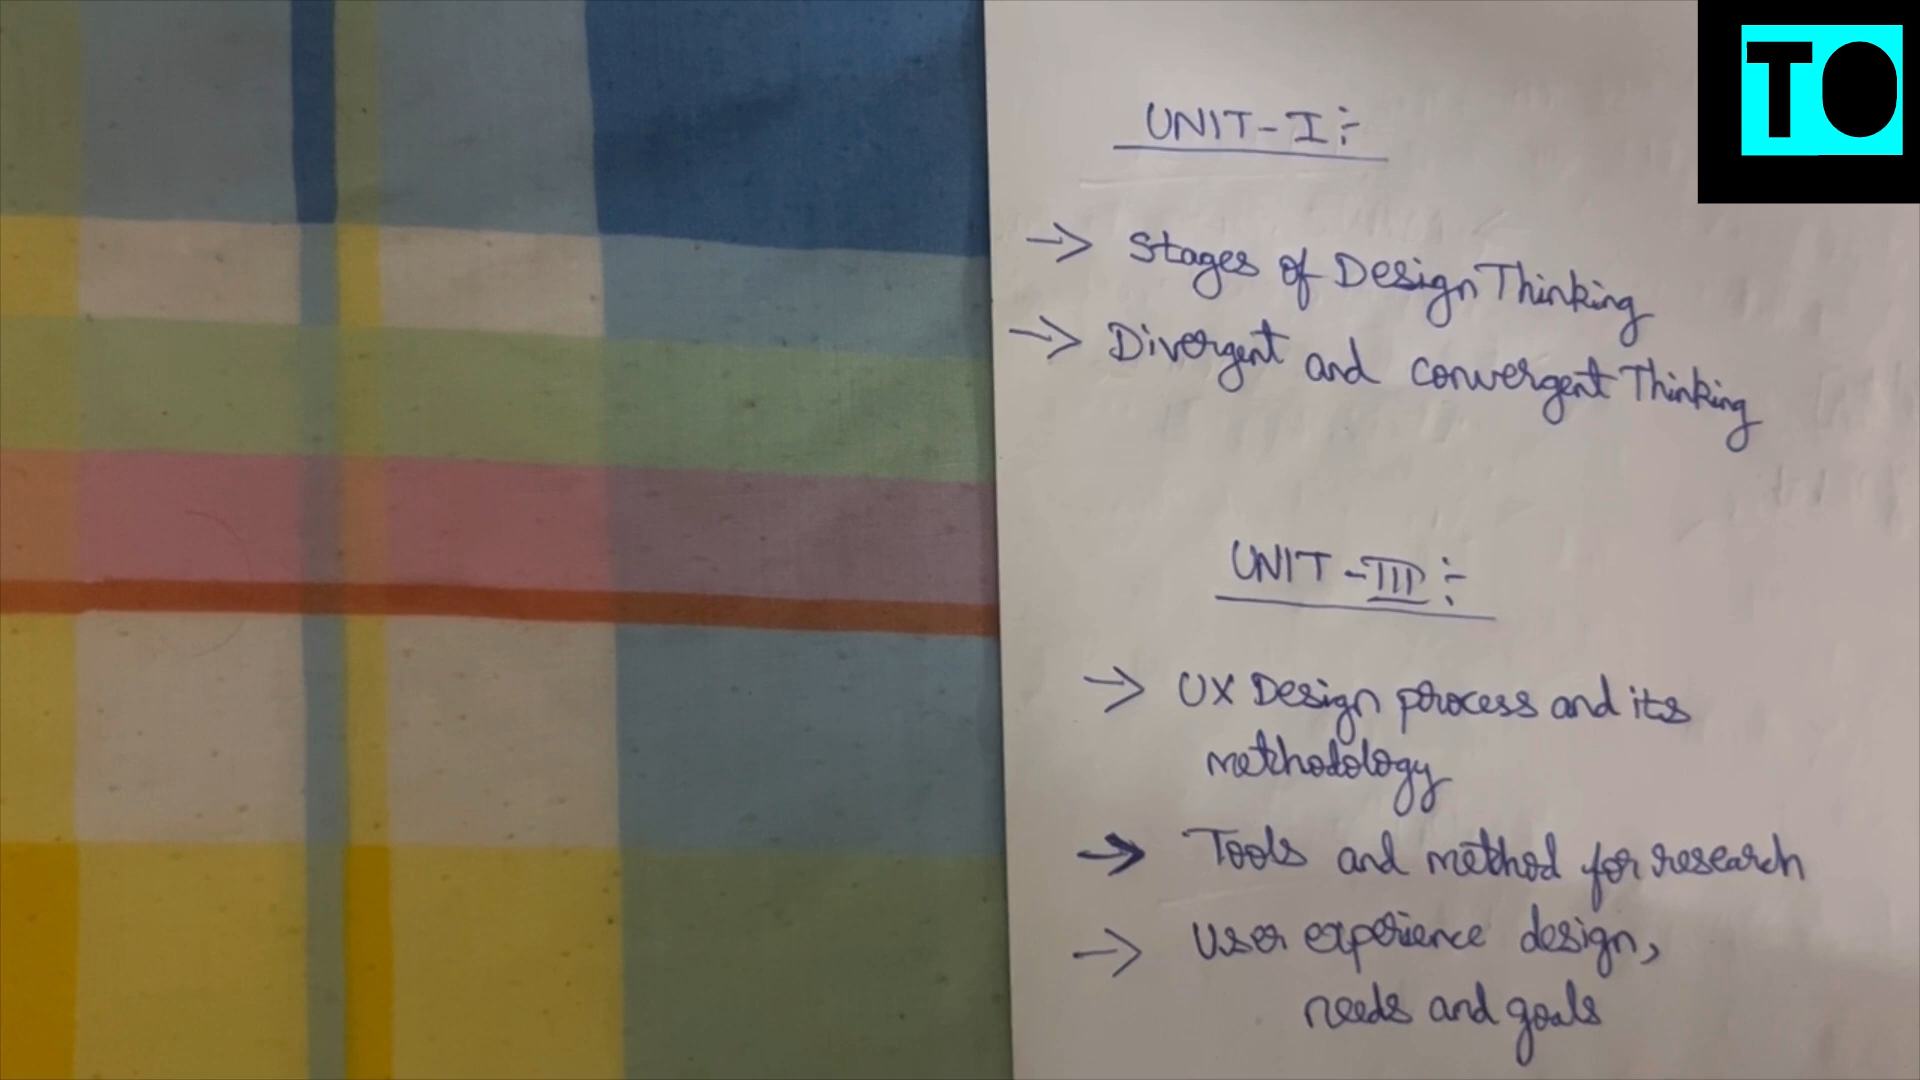 TO
UNIT-I:-
→ Stages of Design Thinking
→ Divergent and convergent Thinking
UNIT-III:-
→ UX Design process and its
methodology
→ Tools and method for research
→ User experience design,
needs and goals